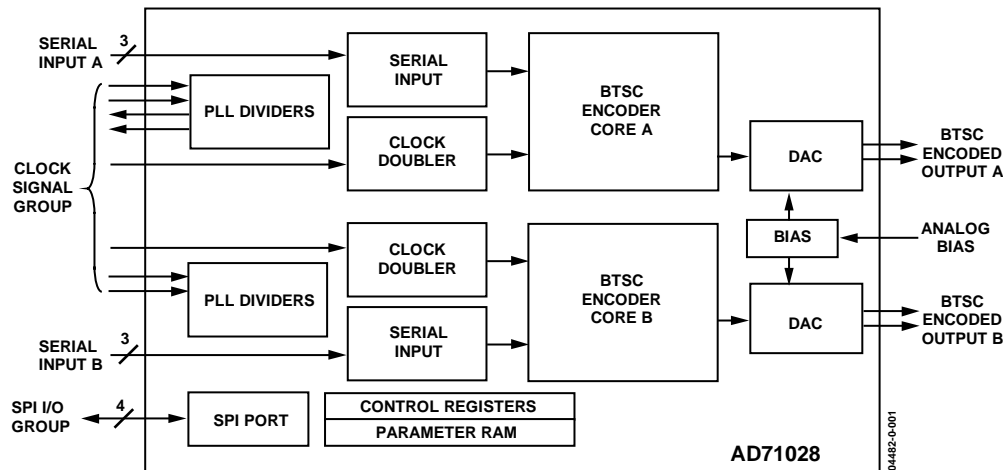 SERIAL
INPUT A
3
CLOCK
SIGNAL
GROUP
SERIAL
INPUT B
3
SPI I/O
GROUP
4
PLL DIVIDERS
PLL DIVIDERS
SPI PORT
SERIAL
INPUT
CLOCK
DOUBLER
CLOCK
DOUBLER
SERIAL
INPUT
CONTROL REGISTERS
PARAMETER RAM
BTSC
ENCODER
CORE A
BTSC
ENCODER
CORE B
DAC
BIAS
DAC
BTSC
ENCODED
OUTPUT A
ANALOG
BIAS
BTSC
ENCODED
OUTPUT B
AD71028
04482-0-001